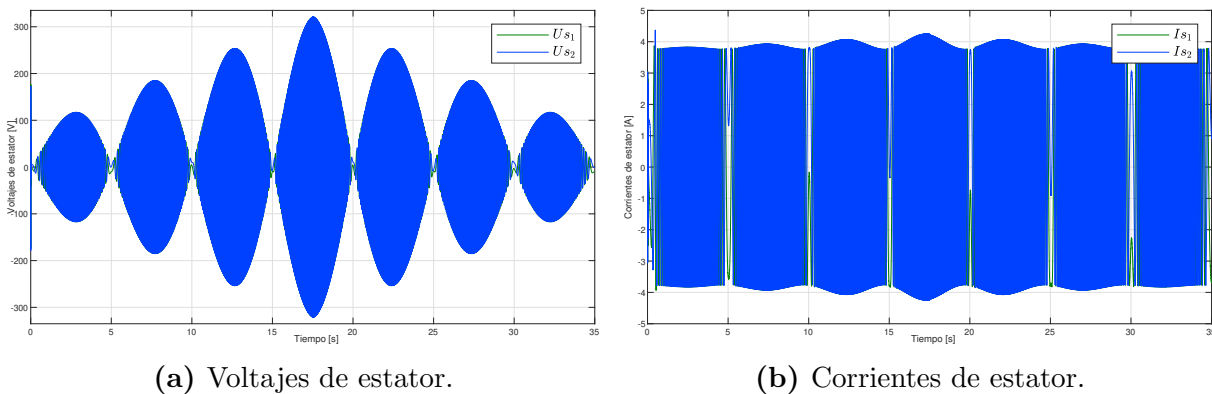 Voltajes de estator [V]
300
200
100
0
-100
-200
-300
0 5 10 15 20 25 30 35
Tiempo [s]
Us1
Us2
(a) Voltajes de estator.
Corrientes de estator [A]
5
4
3
2
1
0
-1
-2
-3
-4
-5
0 5 10 15 20 25 30 35
Tiempo [s]
Is1
Is2
(b) Corrientes de estator.